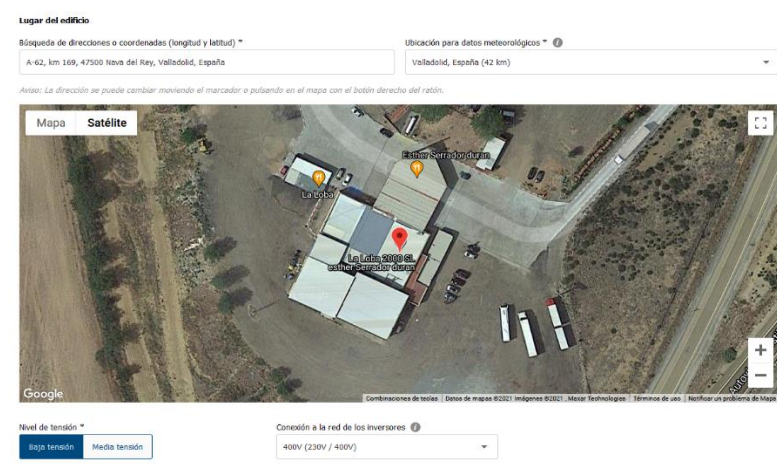 Lugar del edificio
Búsqueda de direcciones o coordenadas (longitud y latitud) *
Ubicación para datos meteorológicos *
A-62, km 169, 47500 Nava del Rey, Valladolid, España
Valladolid, España (42 km)
Aviso: La dirección se puede cambiar moviendo el marcador o pulsando en el mapa con el botón derecho del ratón.
Mapa Satélite
Esther Serrador duran
La Loba
La Loba 2000 SL
esther Serrador duran
Google
Combinaciones de teclas Datos de mapas ©2021 Imágenes ©2021 , Maxar Technologies Términos de uso Notificar un problema de Maps
Nivel de tensión *
Conexión a la red de los inversores
Baja tensión Media tensión
400V (230V / 400V)